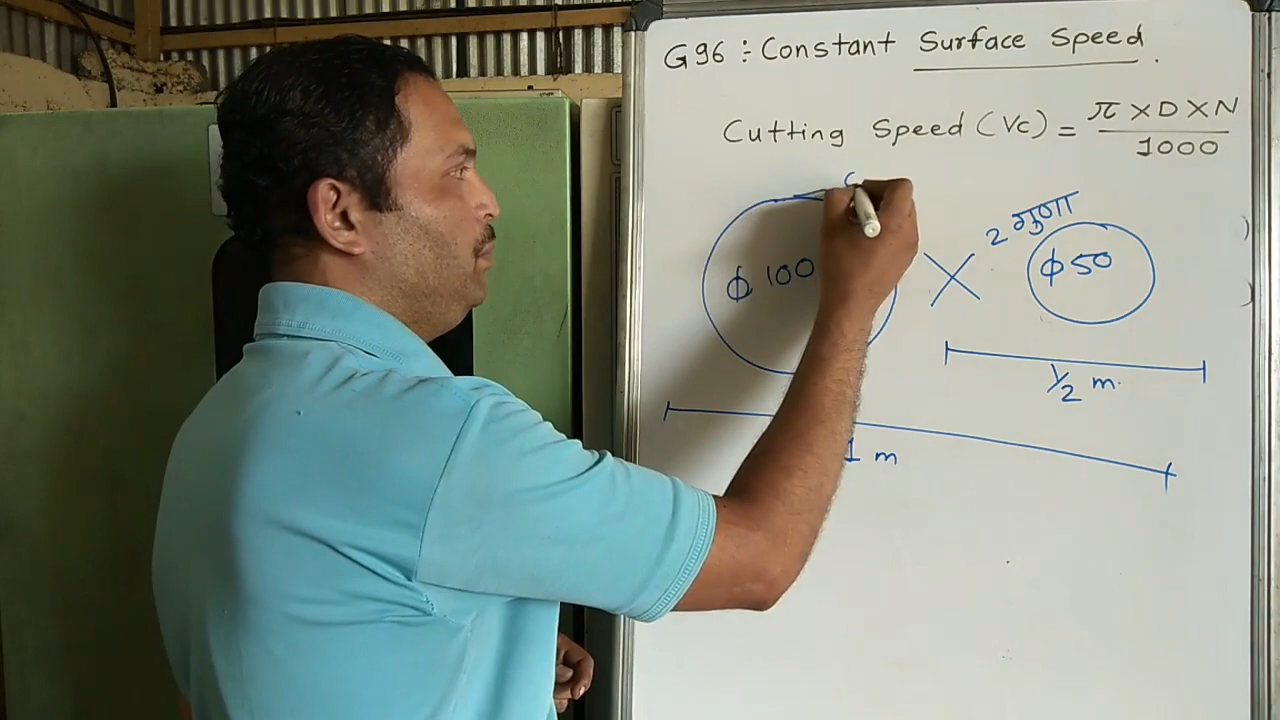 G96 ÷ Constant Surface Speed.
Cutting Speed (Vc) = π × D × N / 1000
2 गुणा
ϕ 100
ϕ 50
1/2 m.
1 m